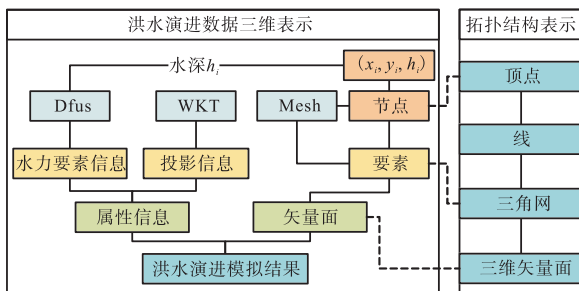 洪水演进数据三维表示
拓扑结构表示
水深hᵢ
(xᵢ, yᵢ, hᵢ)
顶点
Dfus
WKT
Mesh
节点
线
水力要素信息
投影信息
要素
三角网
属性信息
矢量面
洪水演进模拟结果
三维矢量面